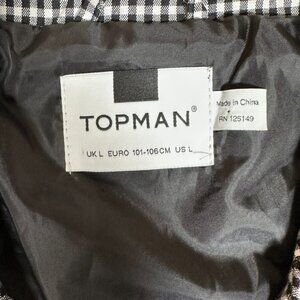 TOPMAN®
UK L EURO 101-106CM US L
Made in China
RN 125149